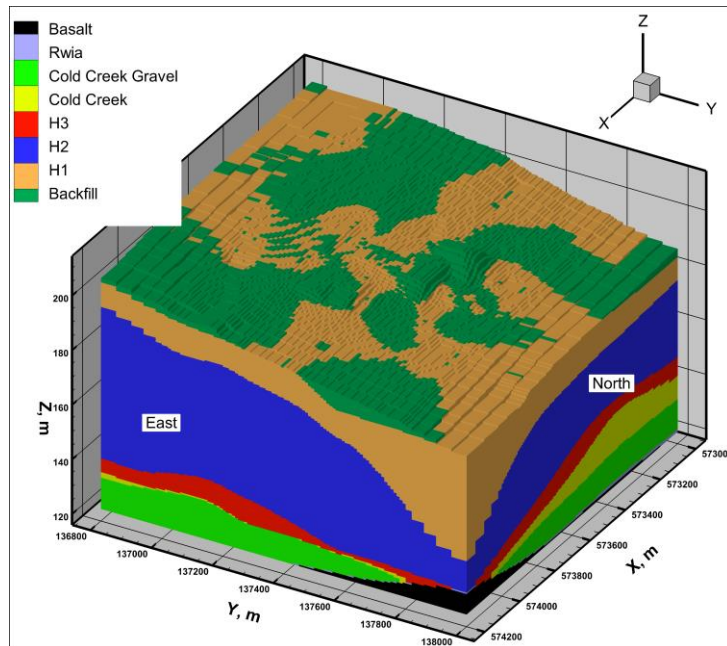 Basalt
Rwia
Cold Creek Gravel
Cold Creek
H3
H2
H1
Backfill
Z
Y
X
200
180
160
140
120
Z, m
East
North
136800
137000
137200
137400
137600
137800
138000
Y, m
57300
573200
573400
573600
573800
574000
574200
X, m